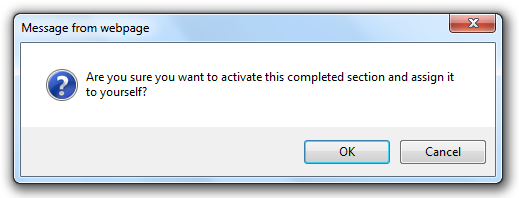 Message from webpage
Are you sure you want to activate this completed section and assign it
to yourself?
OK
Cancel